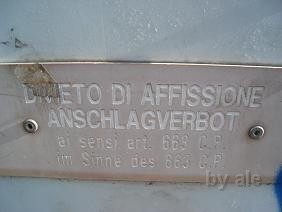 DIVIETO DI AFFISSIONE
ANSCHLAGVERBOT
ai sensi art. 663 C.P.
im Sinne des 663 C.P.
by ale